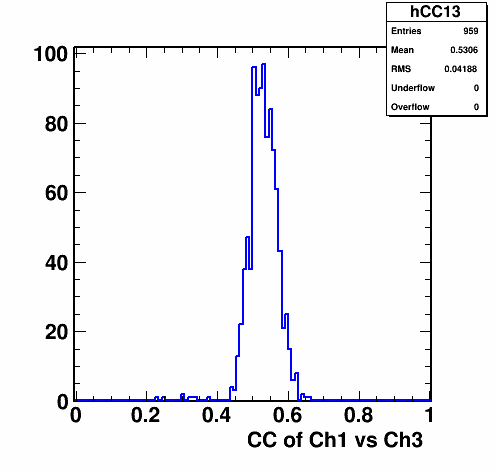 hCC13
Entries 959
Mean 0.5306
RMS 0.04188
Underflow 0
Overflow 0
100
80
60
40
20
0
0 0.2 0.4 0.6 0.8 1
CC of Ch1 vs Ch3